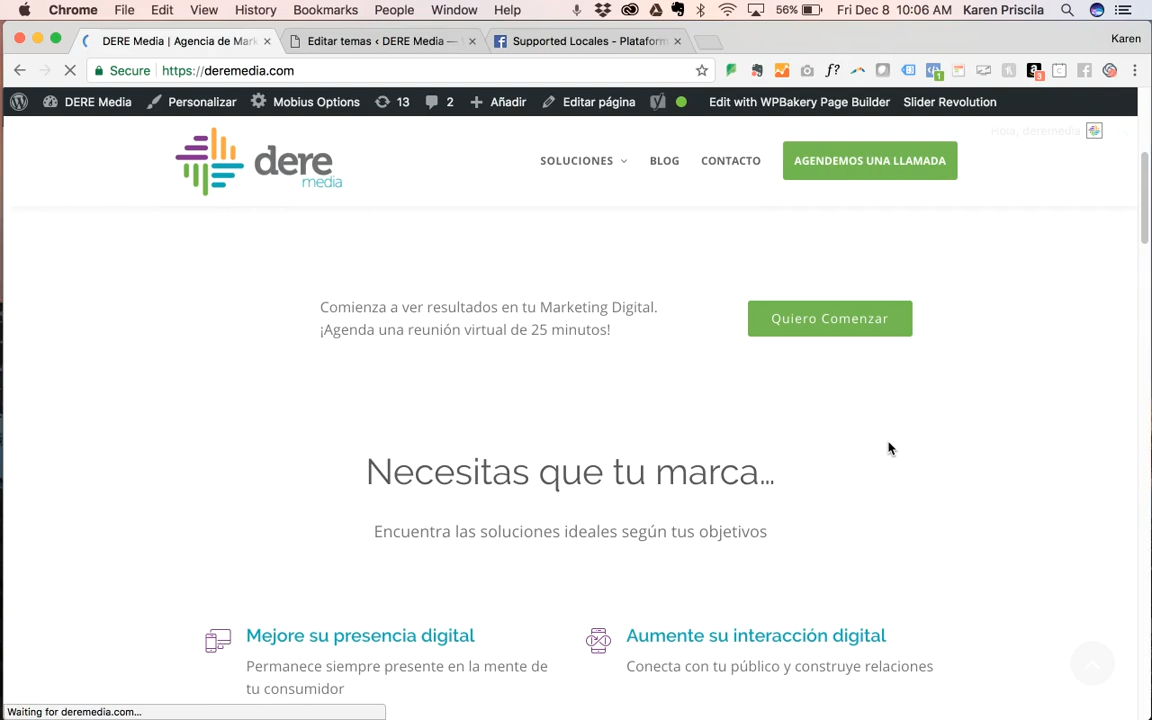 Chrome File Edit View History Bookmarks People Window Help 56% Fri Dec 8 10:06 AM Karen Priscila
DERE Media | Agencia de Mark Editar temas ‹ DERE Media — Supported Locales - Plataform Karen
Secure https://deremedia.com f? 1 3
DERE Media Personalizar Mobius Options 13 2 Añadir Editar página Edit with WPBakery Page Builder Slider Revolution
Hola, deremedia
dere
media
SOLUCIONES BLOG CONTACTO AGENDEMOS UNA LLAMADA
Comienza a ver resultados en tu Marketing Digital.
¡Agenda una reunión virtual de 25 minutos!
Quiero Comenzar
Necesitas que tu marca...
Encuentra las soluciones ideales según tus objetivos
Mejore su presencia digital
Permanece siempre presente en la mente de
tu consumidor
Aumente su interacción digital
Conecta con tu público y construye relaciones
Waiting for deremedia.com...